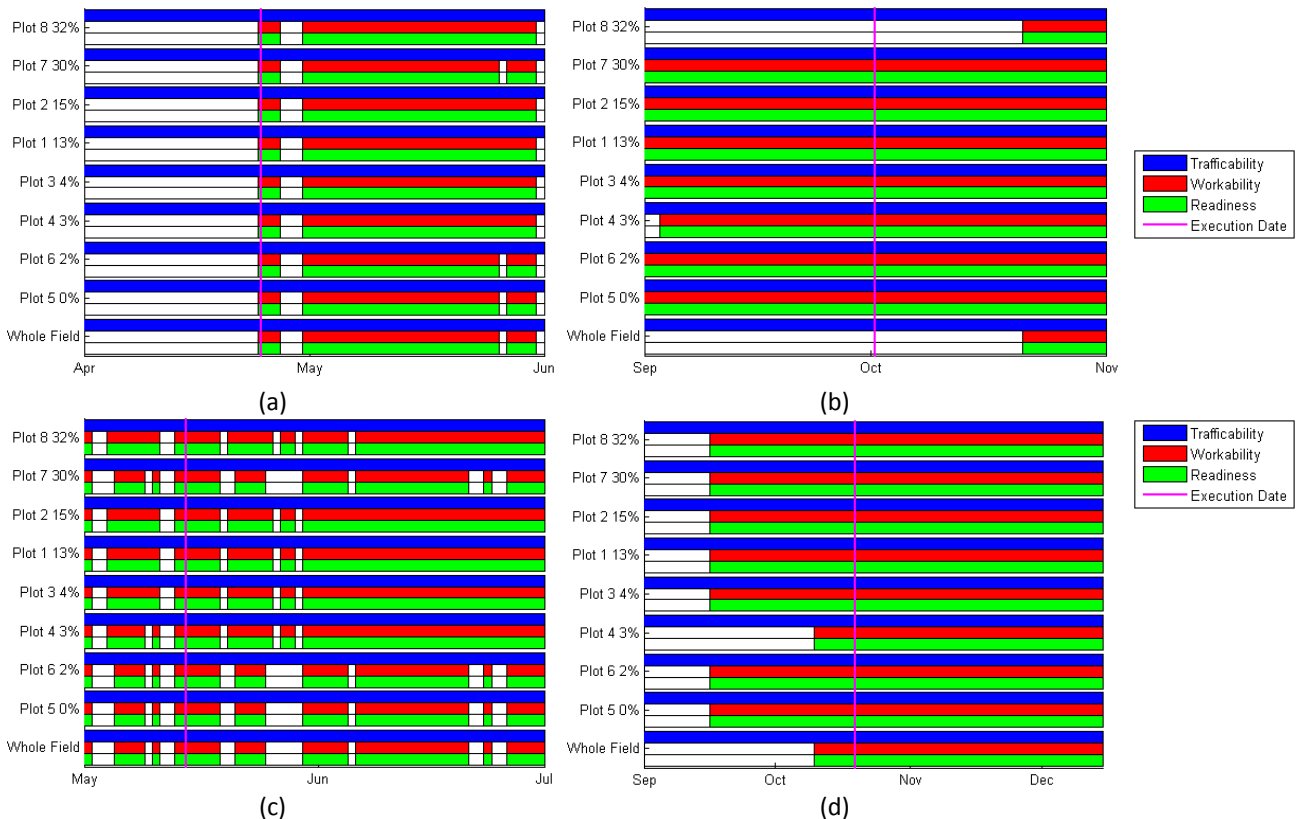 Plot 8 32%
Plot 7 30%
Plot 2 15%
Plot 1 13%
Plot 3 4%
Plot 4 3%
Plot 6 2%
Plot 5 0%
Whole Field
Apr May Jun
(a)
Plot 8 32%
Plot 7 30%
Plot 2 15%
Plot 1 13%
Plot 3 4%
Plot 4 3%
Plot 6 2%
Plot 5 0%
Whole Field
Sep Oct Nov
(b)
Trafficability
Workability
Readiness
Execution Date
Plot 8 32%
Plot 7 30%
Plot 2 15%
Plot 1 13%
Plot 3 4%
Plot 4 3%
Plot 6 2%
Plot 5 0%
Whole Field
May Jun Jul
(c)
Plot 8 32%
Plot 7 30%
Plot 2 15%
Plot 1 13%
Plot 3 4%
Plot 4 3%
Plot 6 2%
Plot 5 0%
Whole Field
Sep Oct Nov Dec
(d)
Trafficability
Workability
Readiness
Execution Date